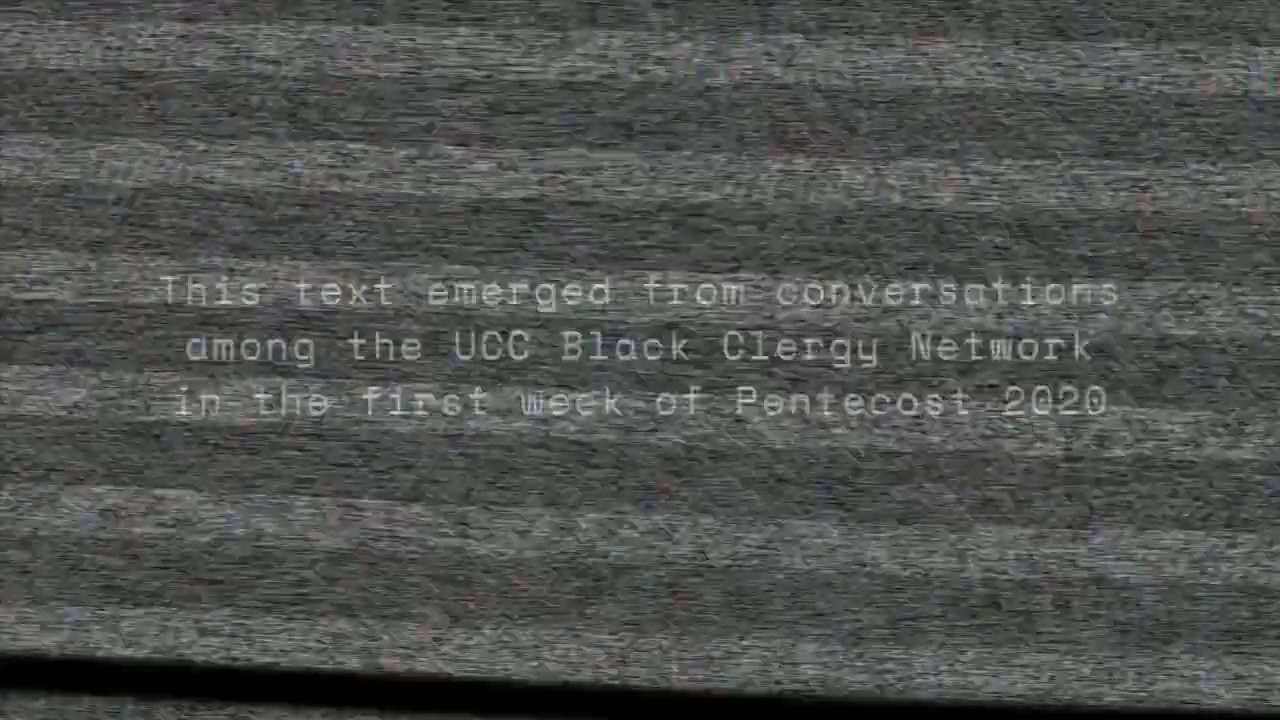 This text emerged from conversations
among the UCC Black Clergy Network
in the first week of Pentecost 2020